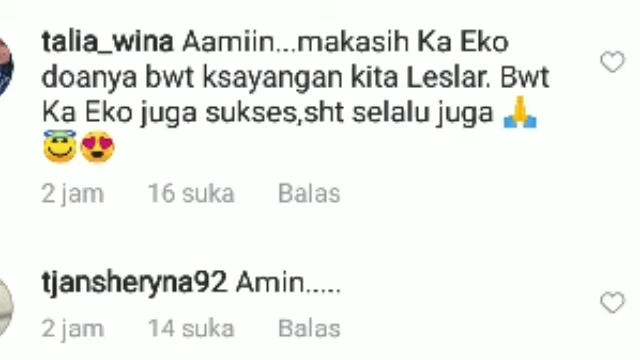 talia_wina Aamiin...makasih Ka Eko
doanya bwt ksayangan kita Leslar. Bwt
Ka Eko juga sukses,sht selalu juga 🙏
😇😍
2 jam 16 suka Balas
tjansheryna92 Amin.....
2 jam 14 suka Balas